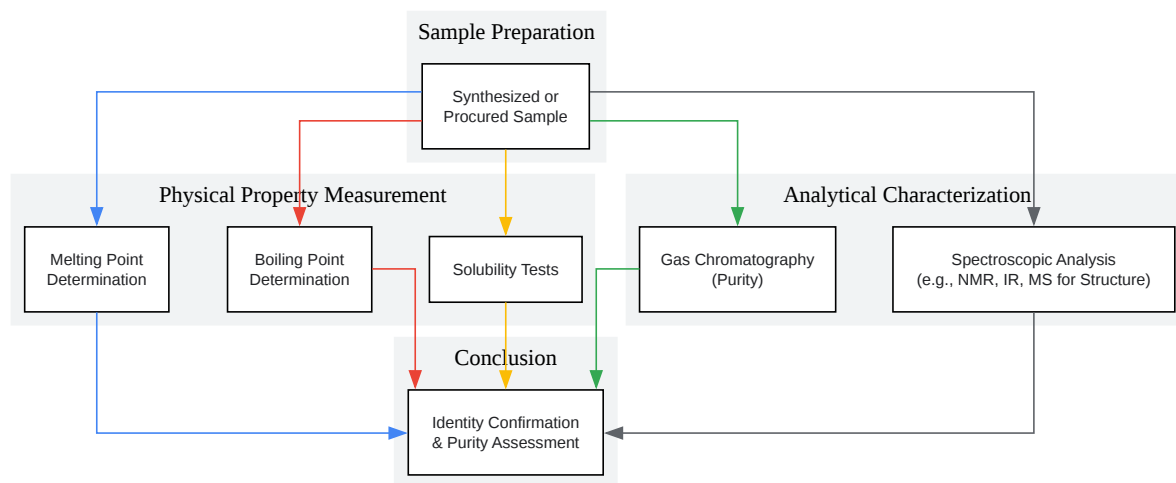 Sample Preparation
Synthesized or
Procured Sample
Physical Property Measurement
Analytical Characterization
Melting Point
Determination
Boiling Point
Determination
Solubility Tests
Gas Chromatography
(Purity)
Spectroscopic Analysis
(e.g., NMR, IR, MS for Structure)
Conclusion
Identity Confirmation
& Purity Assessment